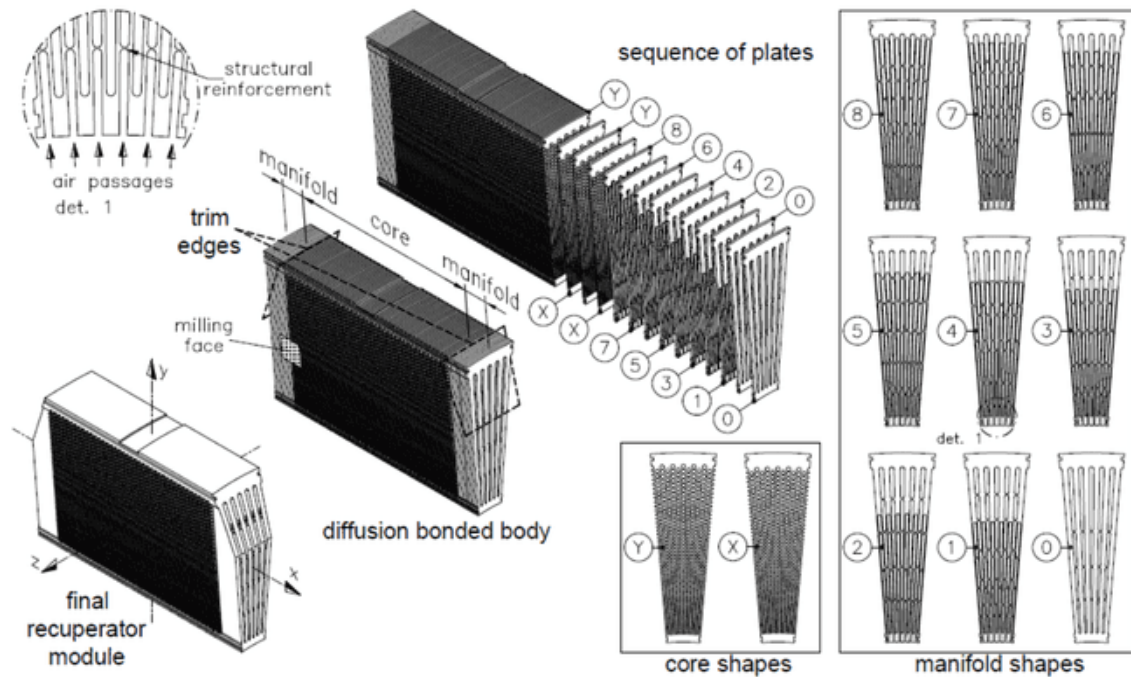 structural
reinforcement
air passages
det. 1
sequence of plates
Y
Y
8
6
4
2
0
X
X
7
5
3
1
0
manifold
core
manifold
trim
edges
milling
face
diffusion bonded body
y
z
x
final
recuperator
module
Y
X
core shapes
8
7
6
5
4
3
det. 1
2
1
0
manifold shapes